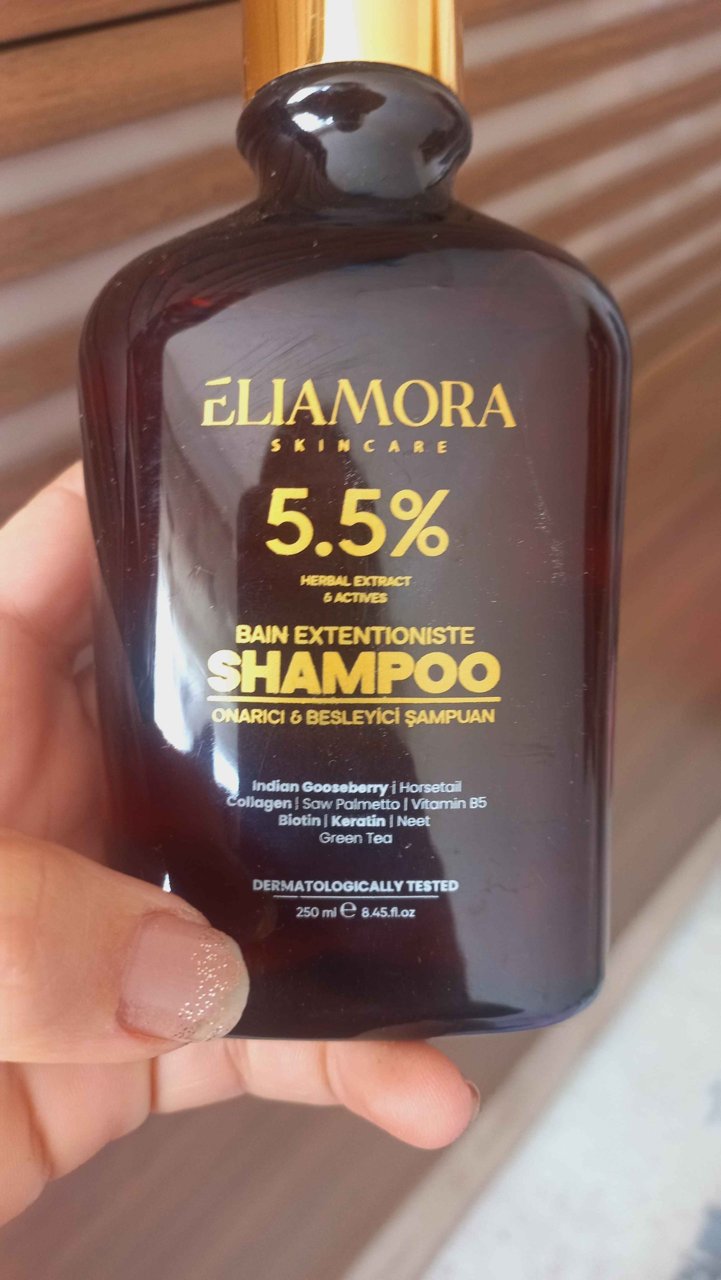 ELIAMORA
SKINCARE
5.5%
HERBAL EXTRACT
& ACTIVES
BAIN EXTENTIONISTE
SHAMPOO
ONARICI & BESLEYİCİ ŞAMPUAN
Indian Gooseberry | Horsetail
Collagen | Saw Palmetto | Vitamin B5
Biotin | Keratin | Neet
Green Tea
DERMATOLOGICALLY TESTED
250 ml ℮ 8.45.fl.oz